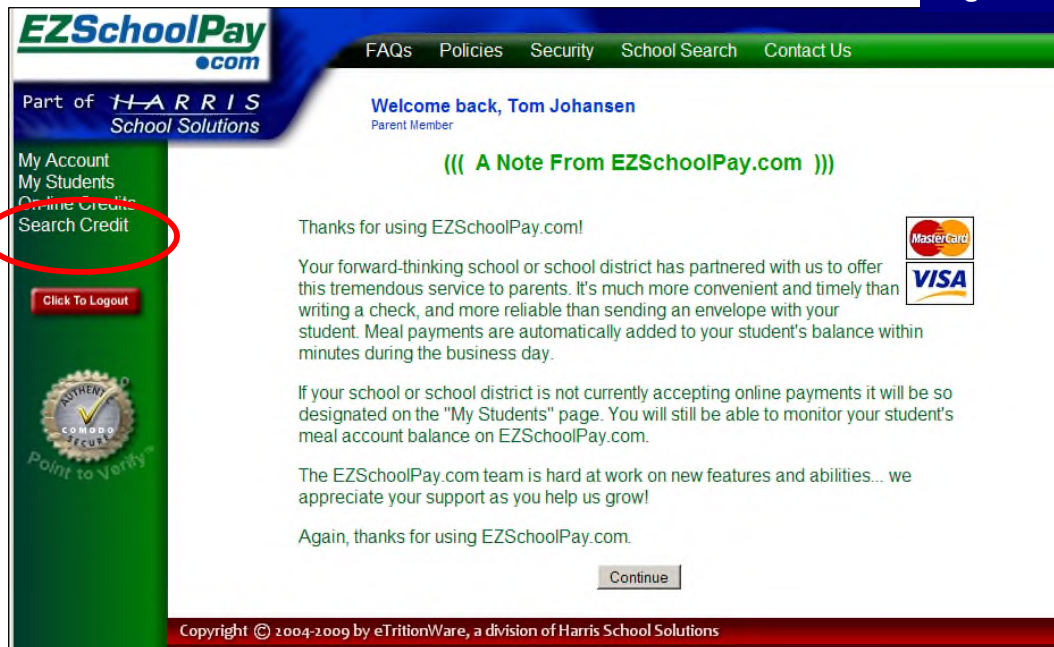 EZSchoolPay
.com
FAQs Policies Security School Search Contact Us
Part of HARRIS
School Solutions
Welcome back, Tom Johansen
Parent Member
My Account
My Students
On-line Credits
Search Credit
Click To Logout
((( A Note From EZSchoolPay.com )))
Thanks for using EZSchoolPay.com!
Your forward-thinking school or school district has partnered with us to offer
this tremendous service to parents. It's much more convenient and timely than
writing a check, and more reliable than sending an envelope with your
student. Meal payments are automatically added to your student's balance within
minutes during the business day.
If your school or school district is not currently accepting online payments it will be so
designated on the "My Students" page. You will still be able to monitor your student's
meal account balance on EZSchoolPay.com.
The EZSchoolPay.com team is hard at work on new features and abilities... we
appreciate your support as you help us grow!
Again, thanks for using EZSchoolPay.com.
Continue
MasterCard
VISA
AUTHENTIC
COMODO
SECURE
Point to Verify™
Copyright © 2004-2009 by eTritionWare, a division of Harris School Solutions